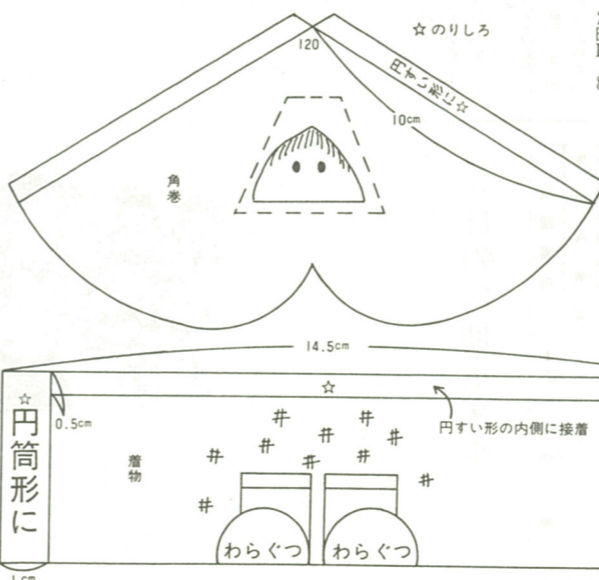 ☆のりしろ
120
円すい形に☆
10cm
角巻
14.5cm
☆
☆円筒形に
0.5cm
円すい形の内側に接着
着物
わらぐつ
わらぐつ
1cm